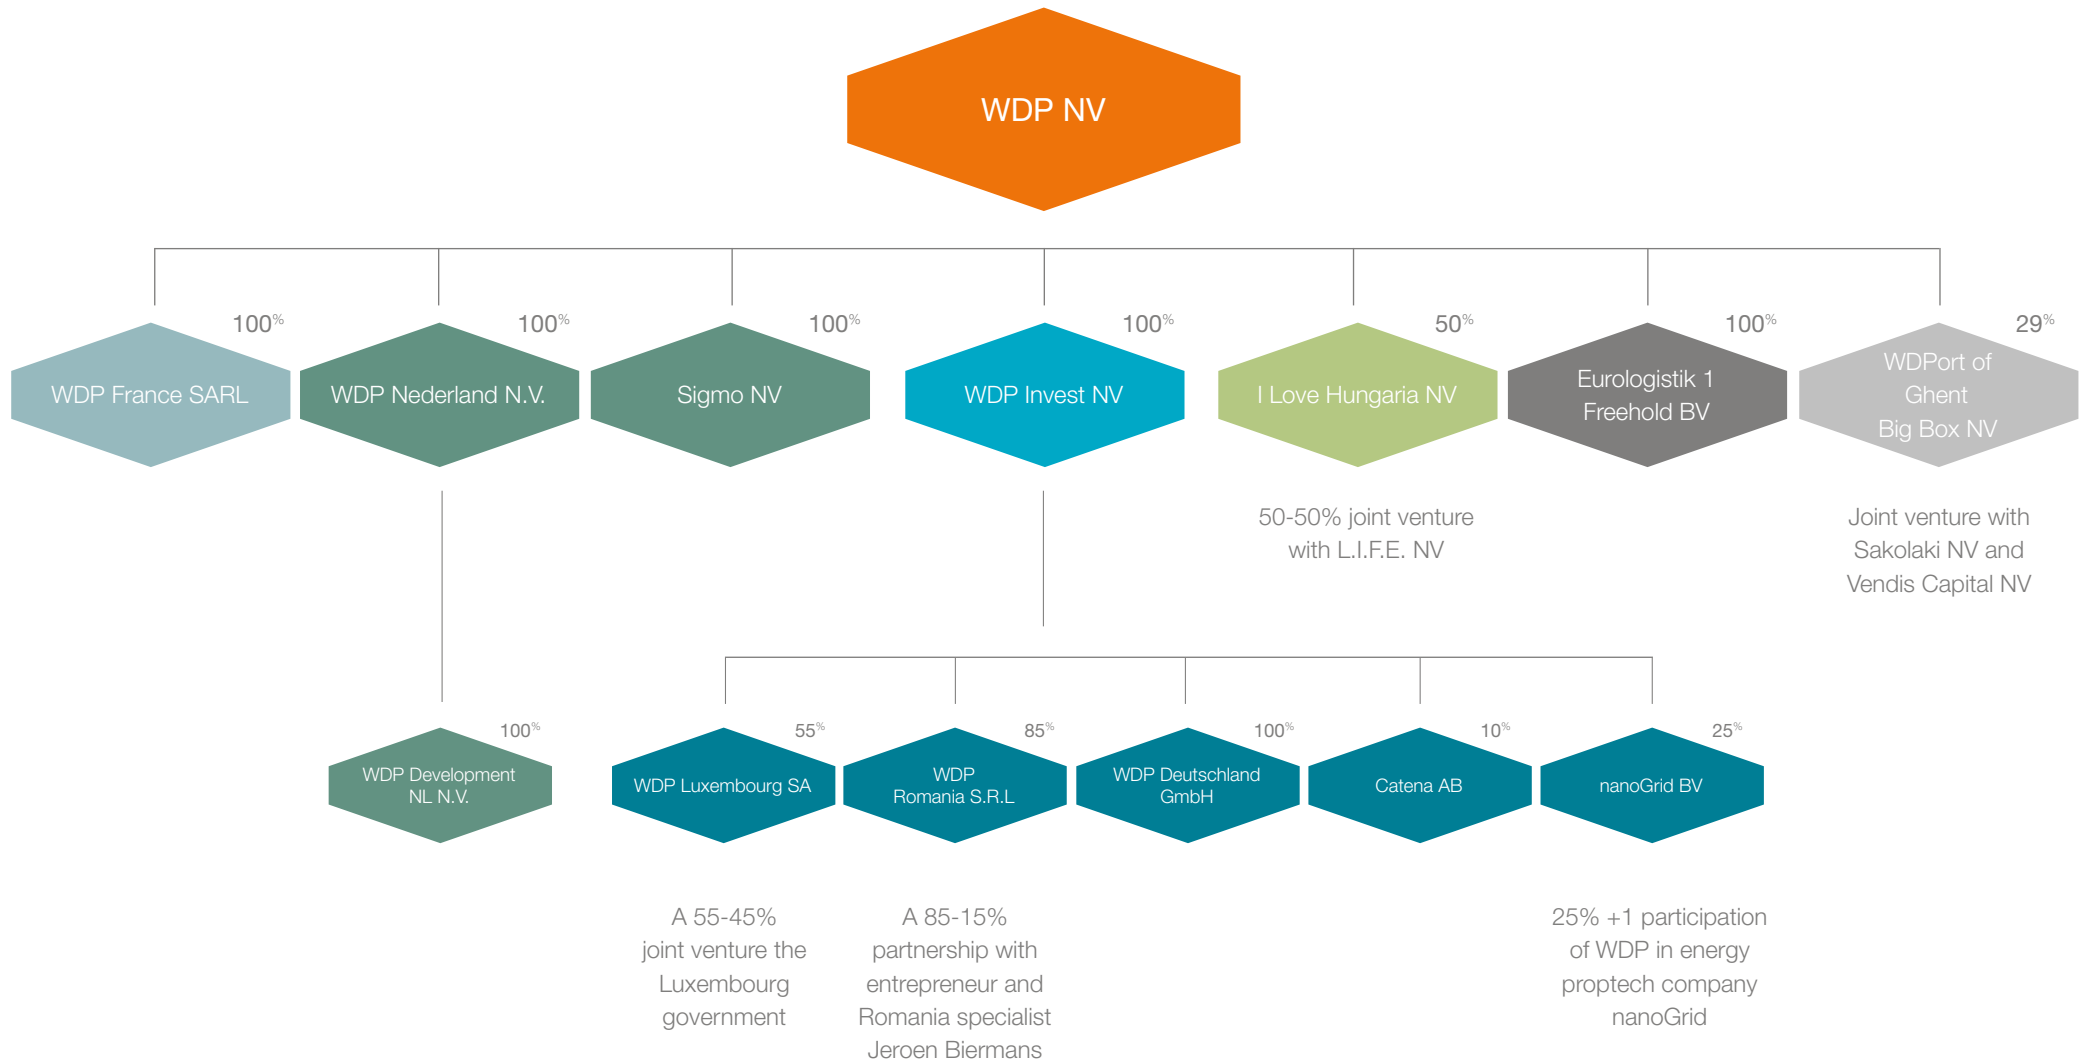 WDP NV
100%
100%
100%
100%
50%
100%
29%
WDP France SARL
WDP Nederland N.V.
Sigmo NV
WDP Invest NV
I Love Hungaria NV
Eurologistik 1
Freehold BV
WDPort of
Ghent
Big Box NV
50-50% joint venture
with L.I.F.E. NV
Joint venture with
Sakolaki NV and
Vendis Capital NV
100%
55%
85%
100%
10%
25%
WDP Development
NL N.V.
WDP Luxembourg SA
WDP
Romania S.R.L
WDP Deutschland
GmbH
Catena AB
nanoGrid BV
A 55-45%
joint venture the
Luxembourg
government
A 85-15%
partnership with
entrepreneur and
Romania specialist
Jeroen Biermans
25% +1 participation
of WDP in energy
proptech company
nanoGrid